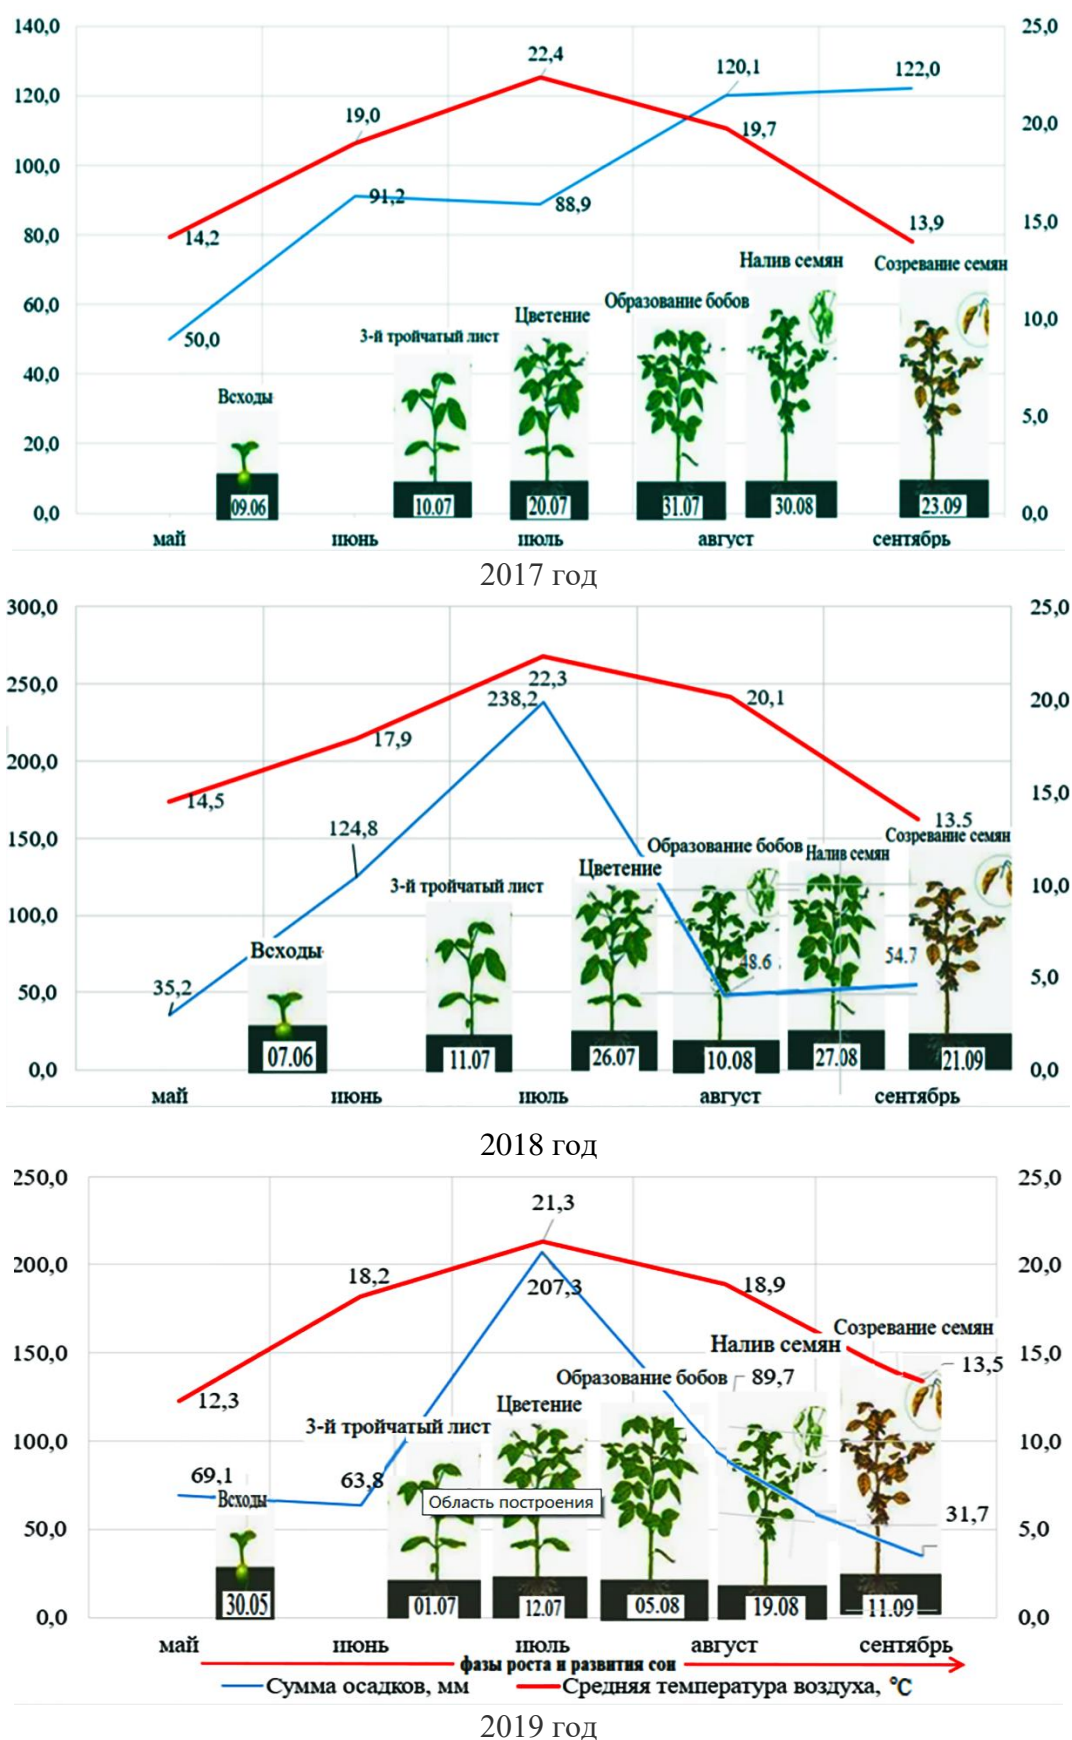 140,0 25,0
22,4
120,1 122,0
120,0
19,0 20,0
19,7
100,0
91,2 88,9
15,0
80,0 14,2 13,9
Налив семян Созревание семян
60,0 Образование бобов 10,0
Цветение
50,0 3-й тройчатый лист
40,0
Всходы 5,0
20,0
09.06 10.07 20.07 31.07 30.08 23.09
0,0 0,0
май июнь июль август сентябрь
2017 год
300,0 25,0
22,3
250,0 238,2 20,1 20,0
17,9
200,0
14,5 15,0
13,5
124,8
150,0 Образование бобов Налив семян Созревание семян
Цветение
3-й тройчатый лист 10,0
100,0
Всходы
48.6 54.7
35,2 5,0
50,0
07.06 11.07 26.07 10.08 27.08 21.09
0,0 0,0
май июнь июль август сентябрь
2018 год
250,0 25,0
21,3
200,0 20,0
18,2 207,3 18,9
Созревание семян
Налив семян
150,0 15,0
13,5
Образование бобов 89,7
12,3 Цветение
3-й тройчатый лист
100,0 10,0
69,1 63,8
Всходы
Область построения
31,7
50,0 5,0
30.05 01.07 12.07 05.08 19.08 11.09
0,0 0,0
май июнь июль август сентябрь
фазы роста и развития сои
Сумма осадков, мм Средняя температура воздуха, °С
2019 год